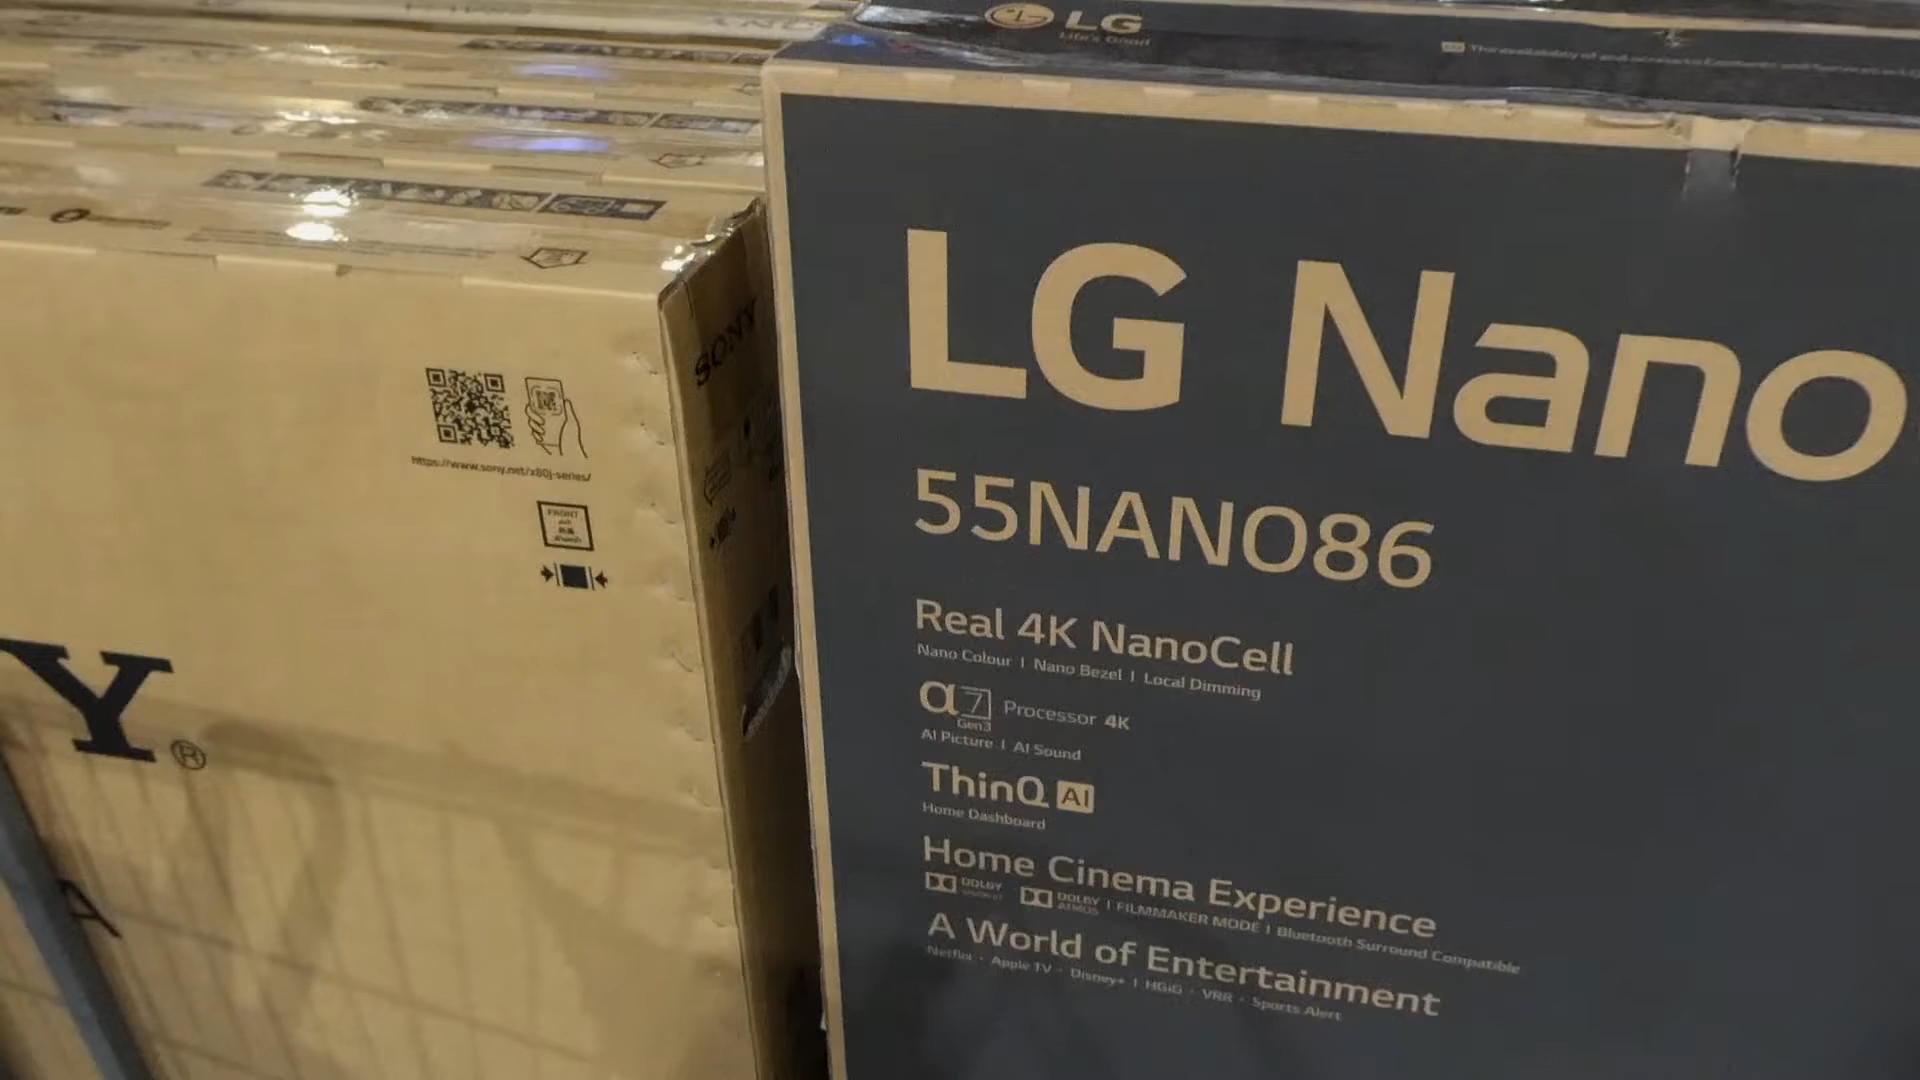 SONY
https://www.sony.net/x80j-series/
FRONT
Y®
A
LG
Life's Good
LG Nano
55NANO86
Real 4K NanoCell
Nano Colour | Nano Bezel | Local Dimming
α7 Gen3 Processor 4K
AI Picture | AI Sound
ThinQ AI
Home Dashboard
Home Cinema Experience
DOLBY DOLBY ATMOS | FILMMAKER MODE | Bluetooth Surround Compatible
A World of Entertainment
Netflix · Apple TV · Disney+ | HGiG · VRR · Sports Alert